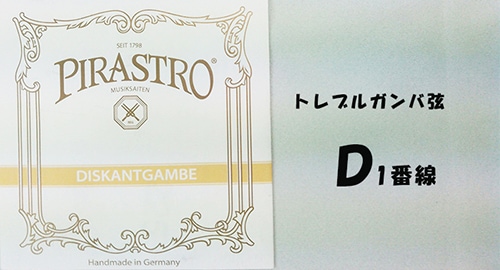 SEIT 1798
PIRASTRO®
MUSIKSAITEN
DISKANTGAMBE
Handmade in Germany
トレブルガンバ弦
D1番線